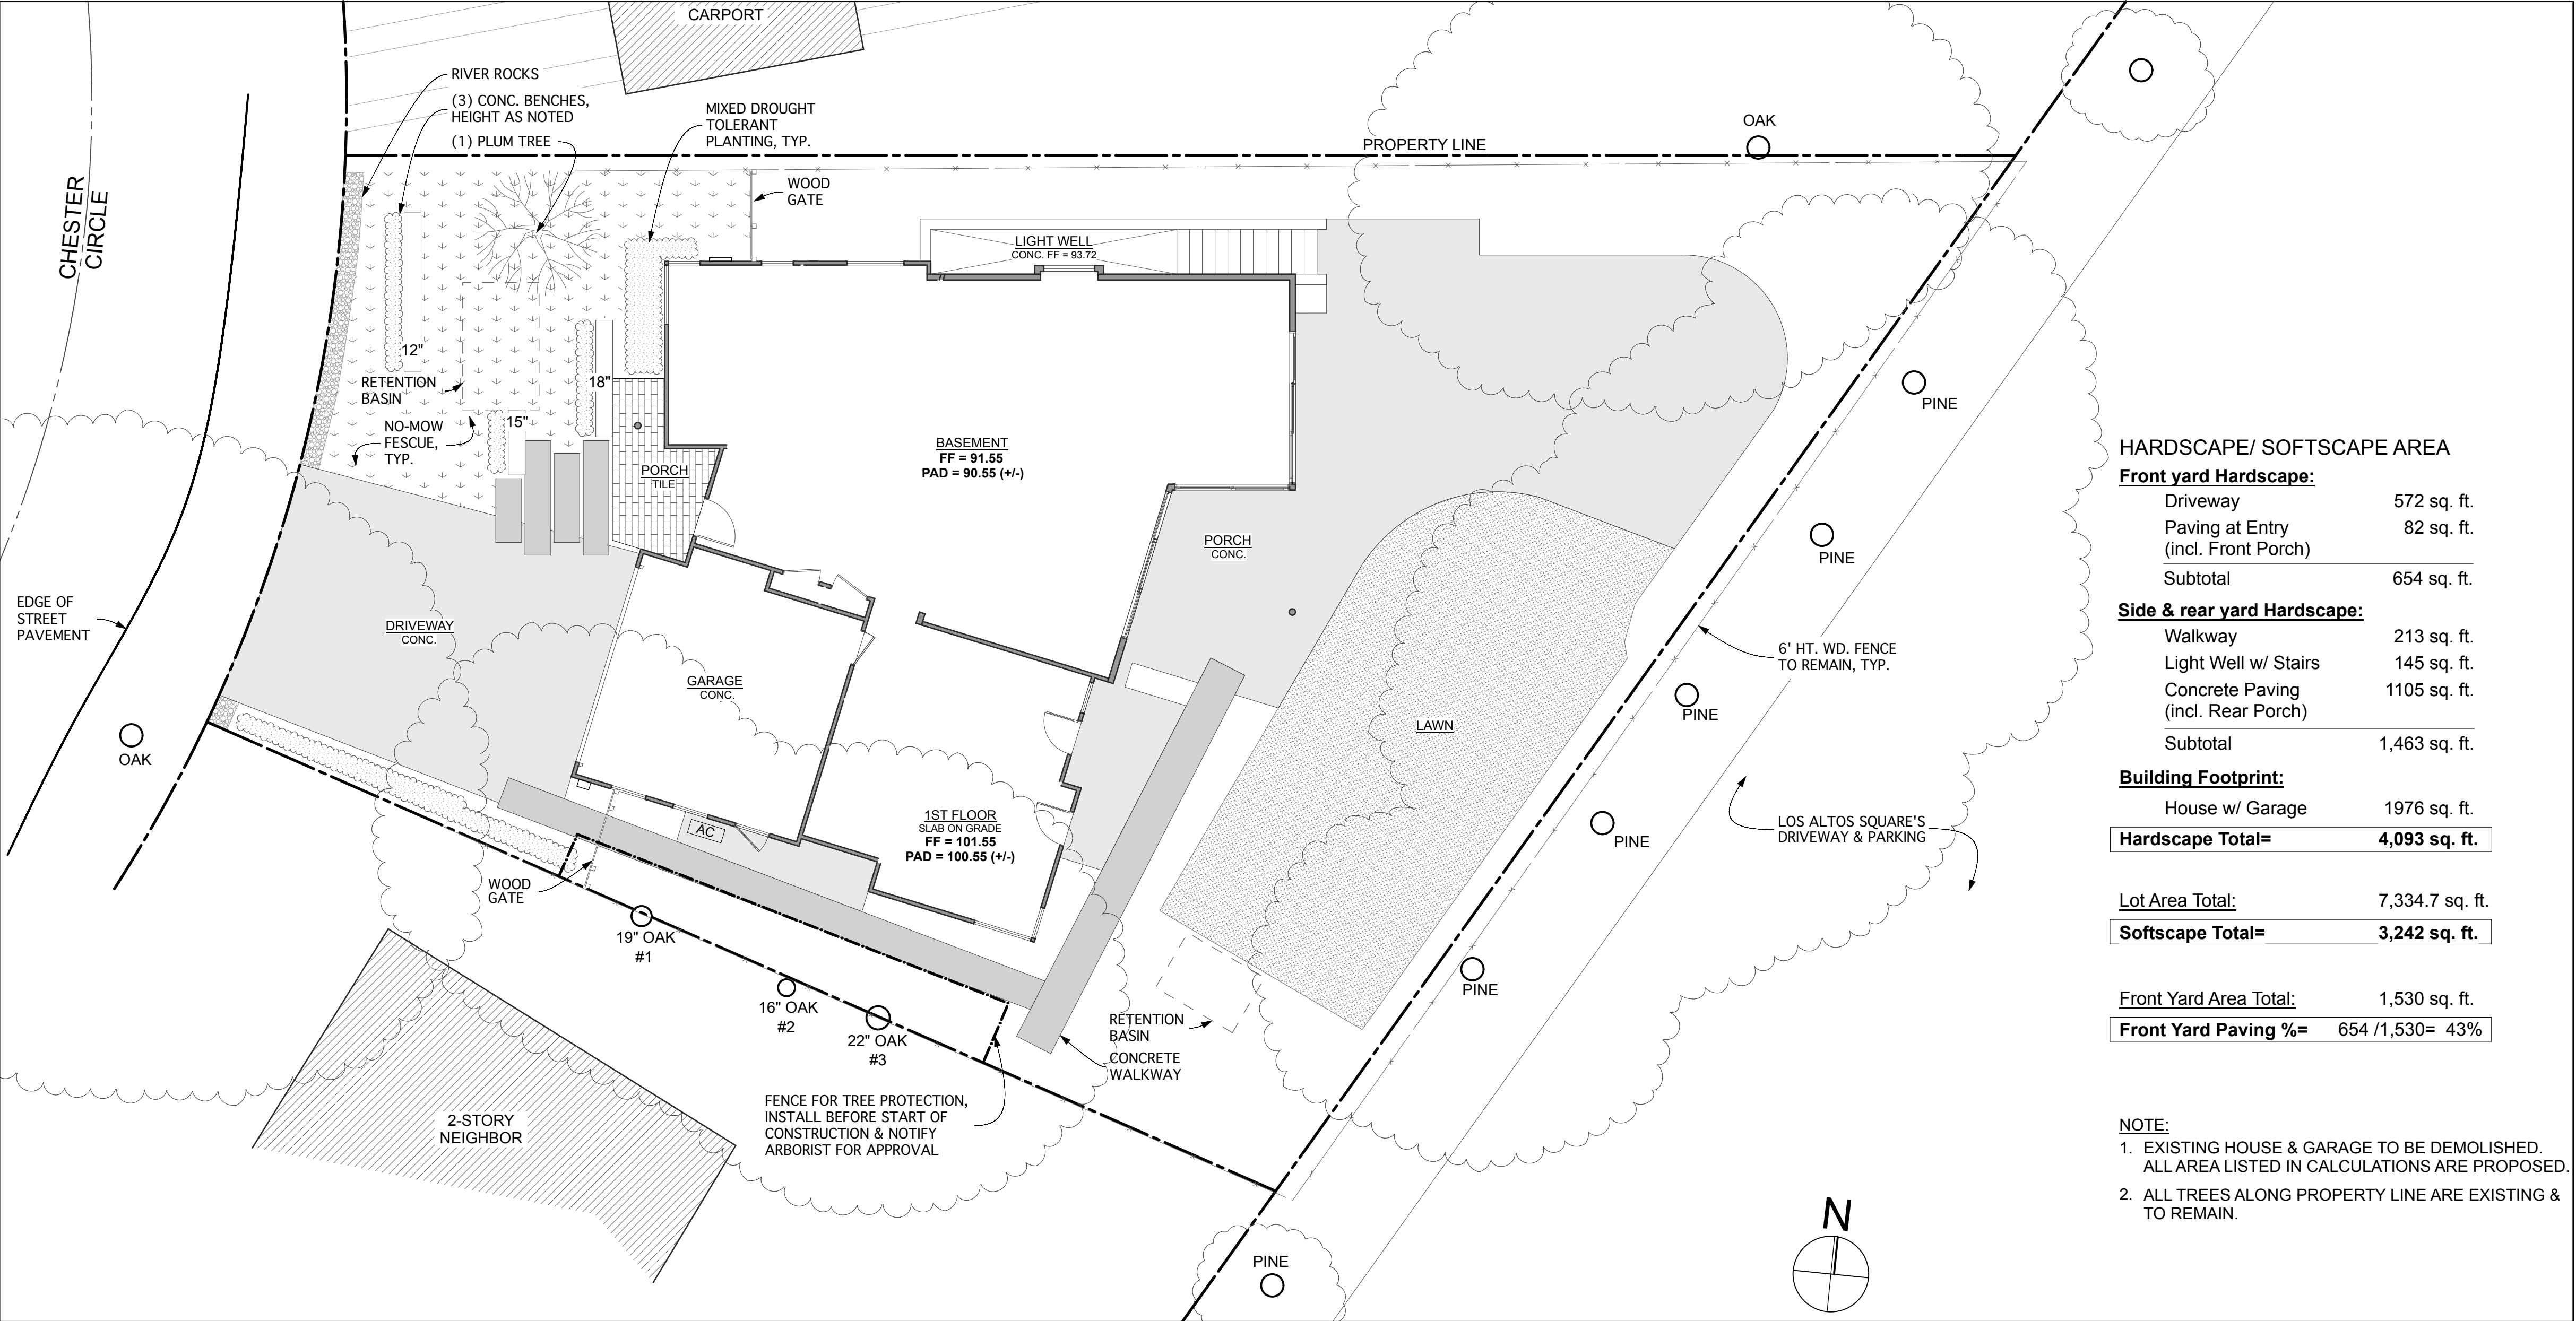 CARPORT
RIVER ROCKS
(3) CONC. BENCHES,
HEIGHT AS NOTED
(1) PLUM TREE
MIXED DROUGHT
TOLERANT
PLANTING, TYP.
WOOD
GATE
PROPERTY LINE
OAK
CHESTER
CIRCLE
LIGHT WELL
CONC. FF = 93.72
12"
RETENTION
BASIN
18"
15"
NO-MOW
FESCUE,
TYP.
PORCH
TILE
BASEMENT
FF = 91.55
PAD = 90.55 (+/-)
PORCH
CONC.
PINE
PINE
PINE
PINE
PINE
PINE
EDGE OF
STREET
PAVEMENT
DRIVEWAY
CONC.
GARAGE
CONC.
OAK
AC
1ST FLOOR
SLAB ON GRADE
FF = 101.55
PAD = 100.55 (+/-)
LAWN
6' HT. WD. FENCE
TO REMAIN, TYP.
LOS ALTOS SQUARE'S
DRIVEWAY & PARKING
WOOD
GATE
19" OAK
#1
16" OAK
#2
22" OAK
#3
RETENTION
BASIN
CONCRETE
WALKWAY
FENCE FOR TREE PROTECTION,
INSTALL BEFORE START OF
CONSTRUCTION & NOTIFY
ARBORIST FOR APPROVAL
2-STORY
NEIGHBOR
N
HARDSCAPE/ SOFTSCAPE AREA
Front yard Hardscape:
Driveway 572 sq. ft.
Paving at Entry 82 sq. ft.
(incl. Front Porch)
Subtotal 654 sq. ft.
Side & rear yard Hardscape:
Walkway 213 sq. ft.
Light Well w/ Stairs 145 sq. ft.
Concrete Paving 1105 sq. ft.
(incl. Rear Porch)
Subtotal 1,463 sq. ft.
Building Footprint:
House w/ Garage 1976 sq. ft.
Hardscape Total= 4,093 sq. ft.
Lot Area Total: 7,334.7 sq. ft.
Softscape Total= 3,242 sq. ft.
Front Yard Area Total: 1,530 sq. ft.
Front Yard Paving %= 654 /1,530= 43%
NOTE:
1. EXISTING HOUSE & GARAGE TO BE DEMOLISHED.
ALL AREA LISTED IN CALCULATIONS ARE PROPOSED.
2. ALL TREES ALONG PROPERTY LINE ARE EXISTING &
TO REMAIN.